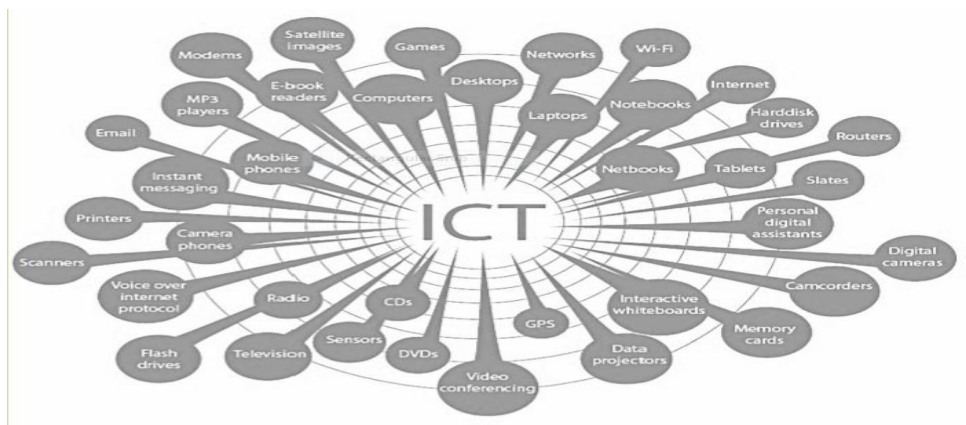 Modems
Satellite
images
Games
Networks
Wi-Fi
MP3
players
E-book
readers
Computers
Desktops
Laptops
Notebooks
Internet
Harddisk
drives
Email
Mobile
phones
Netbooks
Tablets
Routers
Instant
messaging
Slates
Printers
Camera
phones
ICT
Personal
digital
assistants
Scanners
Digital
cameras
Voice over
internet
protocol
Radio
CDs
GPS
Interactive
whiteboards
Camcorders
Flash
drives
Television
Sensors
DVDs
Video
conferencing
Data
projectors
Memory
cards